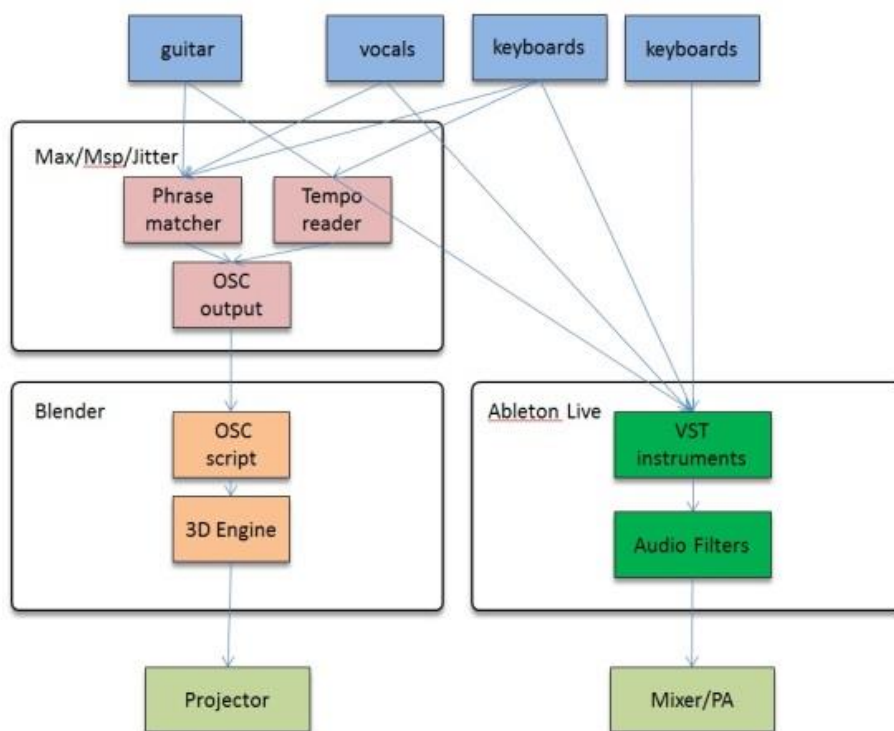 guitar
vocals
keyboards
keyboards
Max/Msp/Jitter
Phrase
matcher
Tempo
reader
OSC
output
Blender
OSC
script
3D Engine
Ableton Live
VST
instruments
Audio Filters
Projector
Mixer/PA